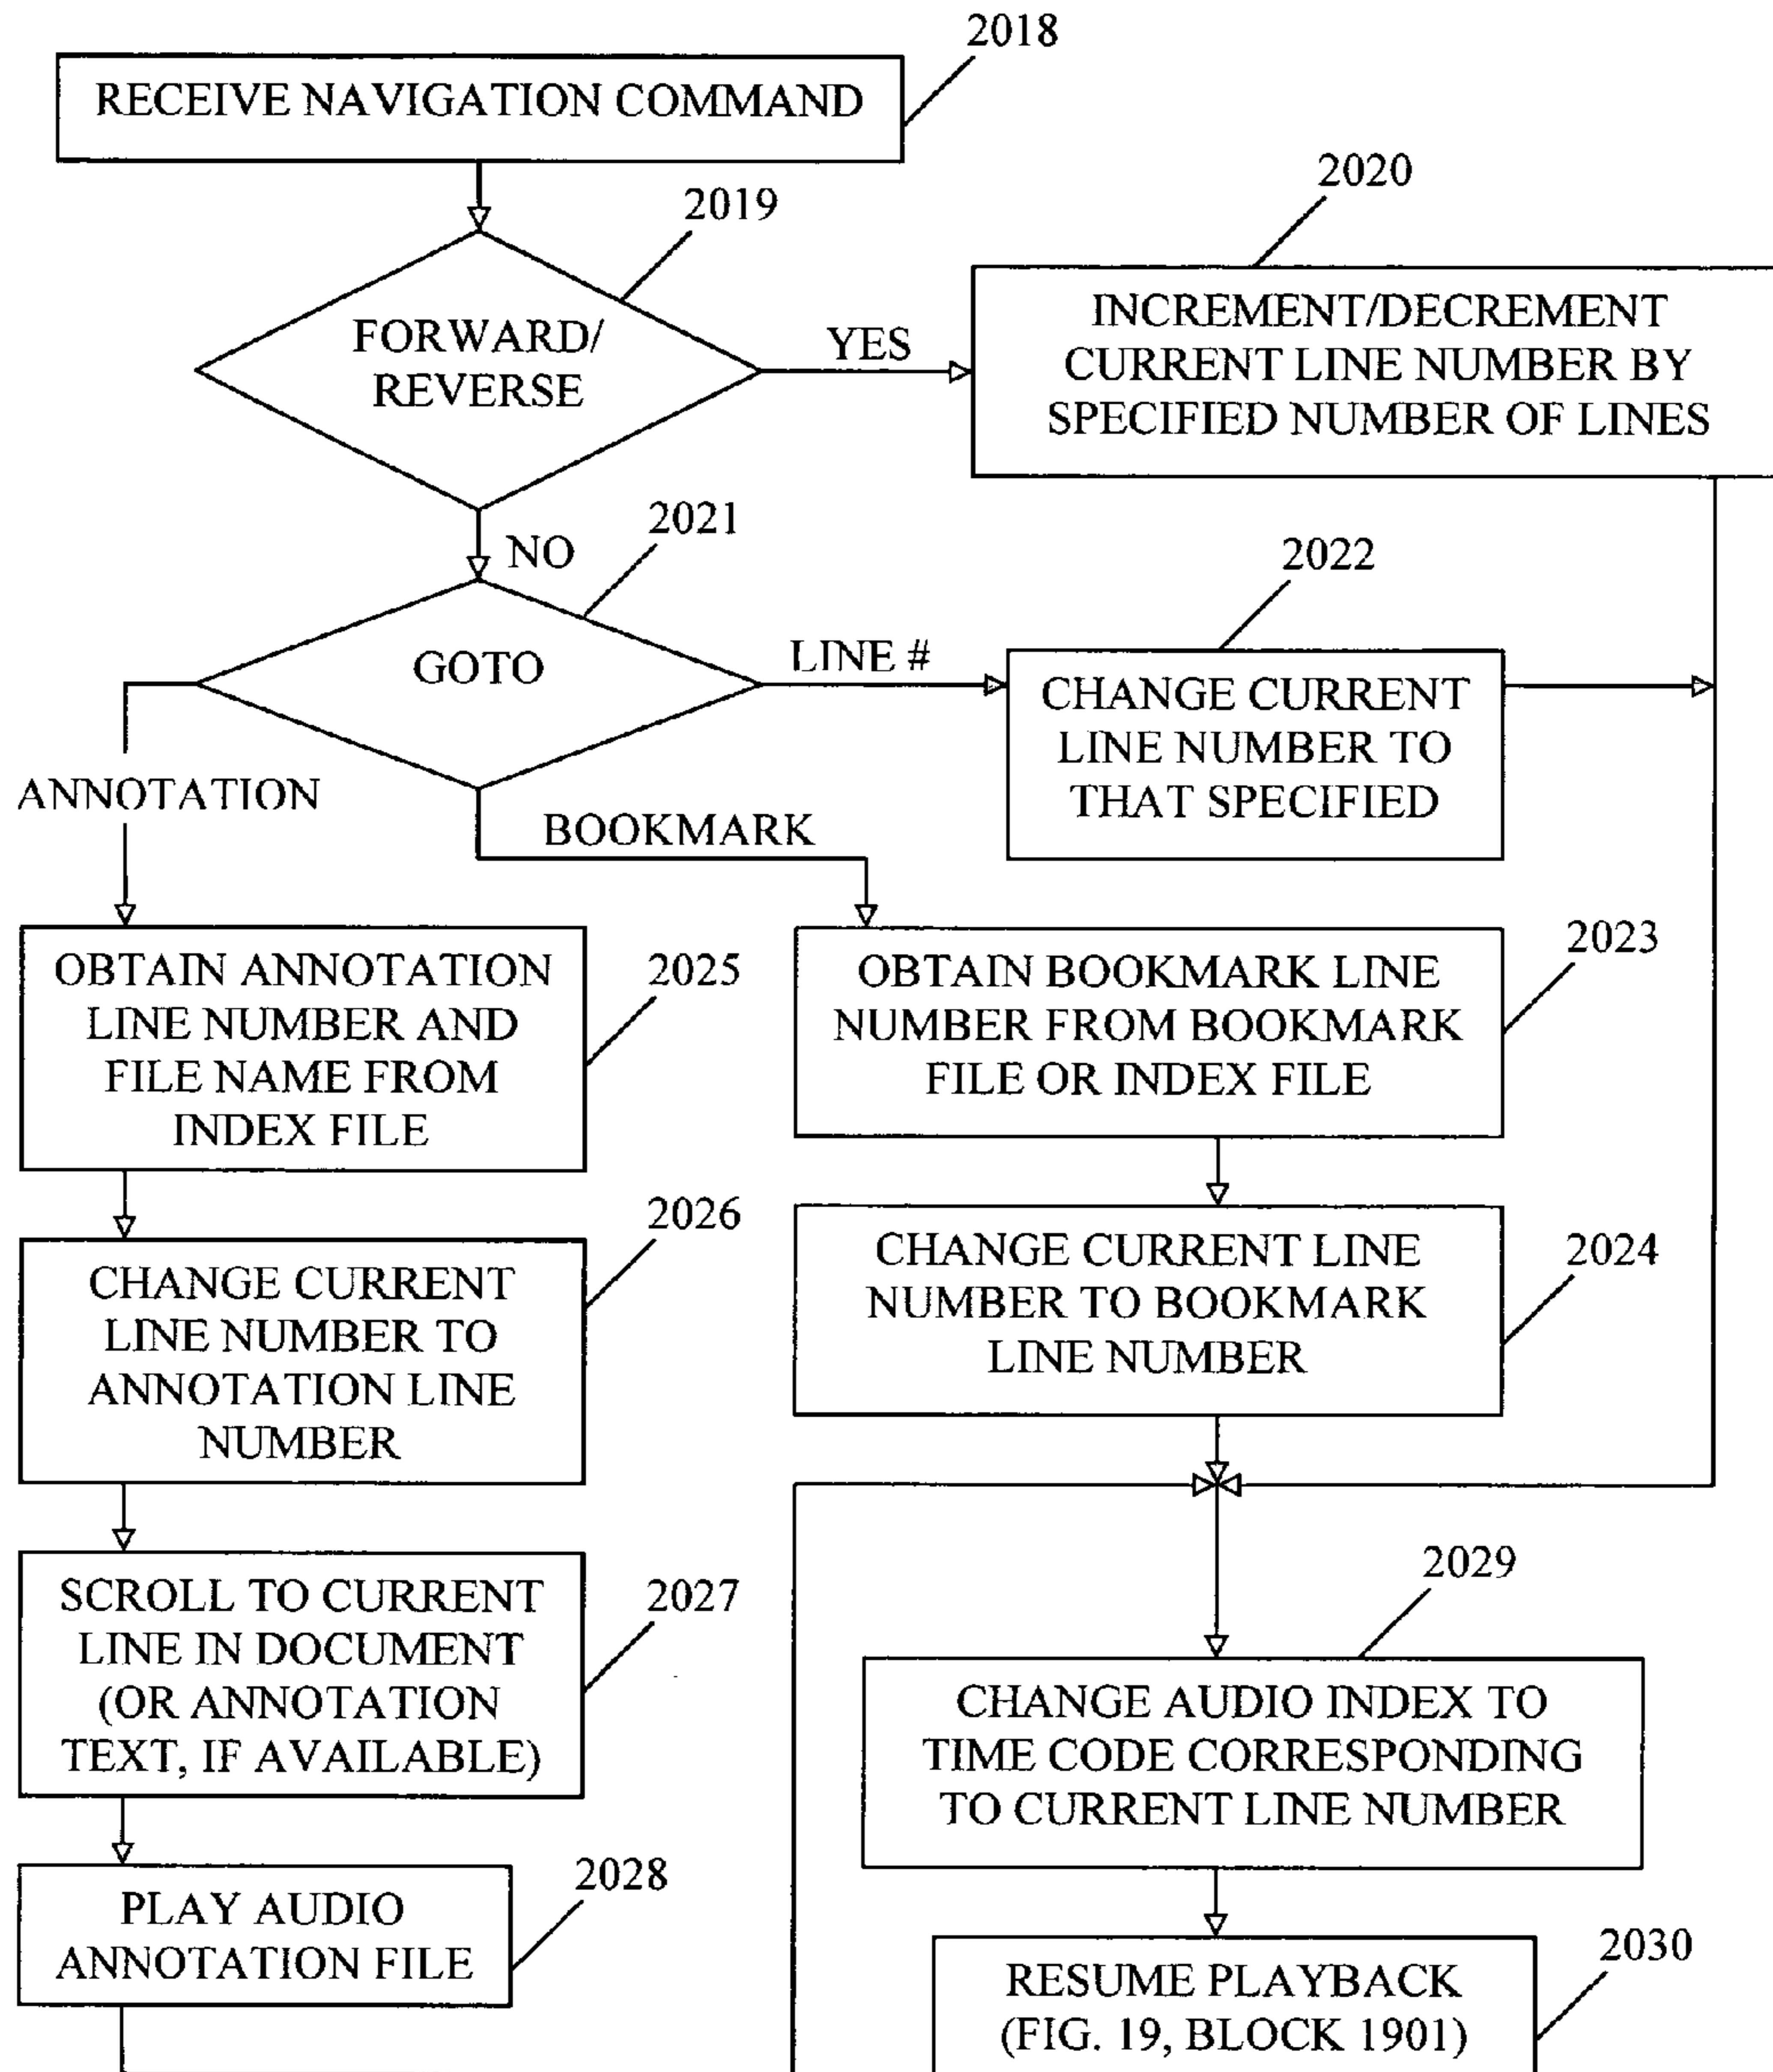 2018
RECEIVE NAVIGATION COMMAND
2019
2020
FORWARD/
REVERSE
YES
INCREMENT/DECREMENT
CURRENT LINE NUMBER BY
SPECIFIED NUMBER OF LINES
NO
2021
2022
GOTO
LINE #
CHANGE CURRENT
LINE NUMBER TO
THAT SPECIFIED
ANNOTATION
BOOKMARK
OBTAIN ANNOTATION
LINE NUMBER AND
FILE NAME FROM
INDEX FILE
2025
OBTAIN BOOKMARK LINE
NUMBER FROM BOOKMARK
FILE OR INDEX FILE
2023
CHANGE CURRENT
LINE NUMBER TO
ANNOTATION LINE
NUMBER
2026
CHANGE CURRENT LINE
NUMBER TO BOOKMARK
LINE NUMBER
2024
SCROLL TO CURRENT
LINE IN DOCUMENT
(OR ANNOTATION
TEXT, IF AVAILABLE)
2027
2029
CHANGE AUDIO INDEX TO
TIME CODE CORRESPONDING
TO CURRENT LINE NUMBER
PLAY AUDIO
ANNOTATION FILE
2028
RESUME PLAYBACK
(FIG. 19, BLOCK 1901)
2030